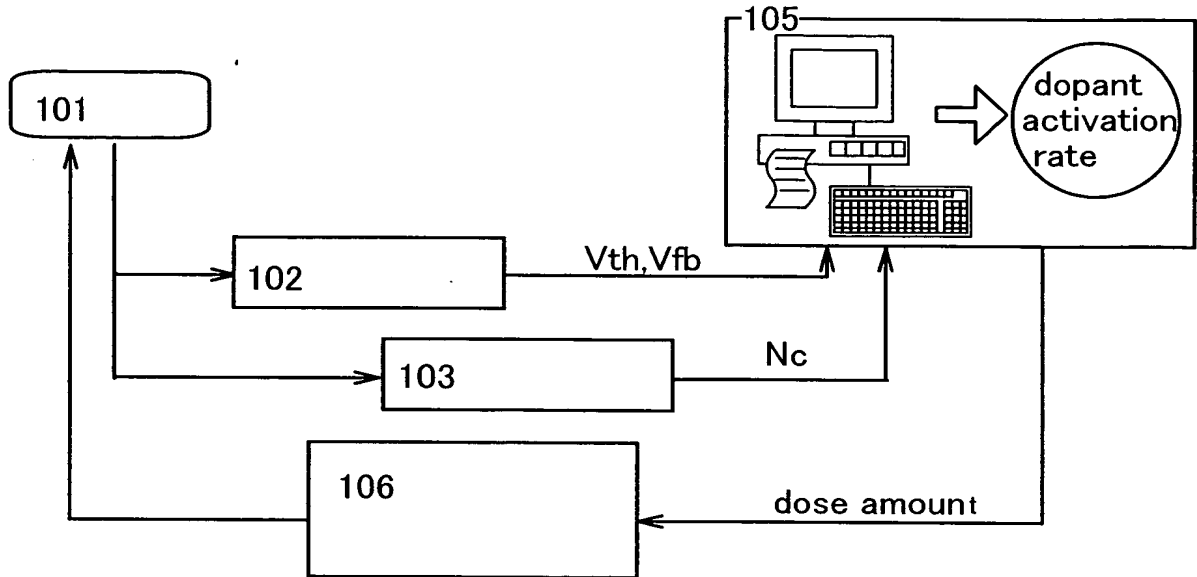 105
101
dopant
activation
rate
102
Vth,Vfb
103
Nc
106
dose amount